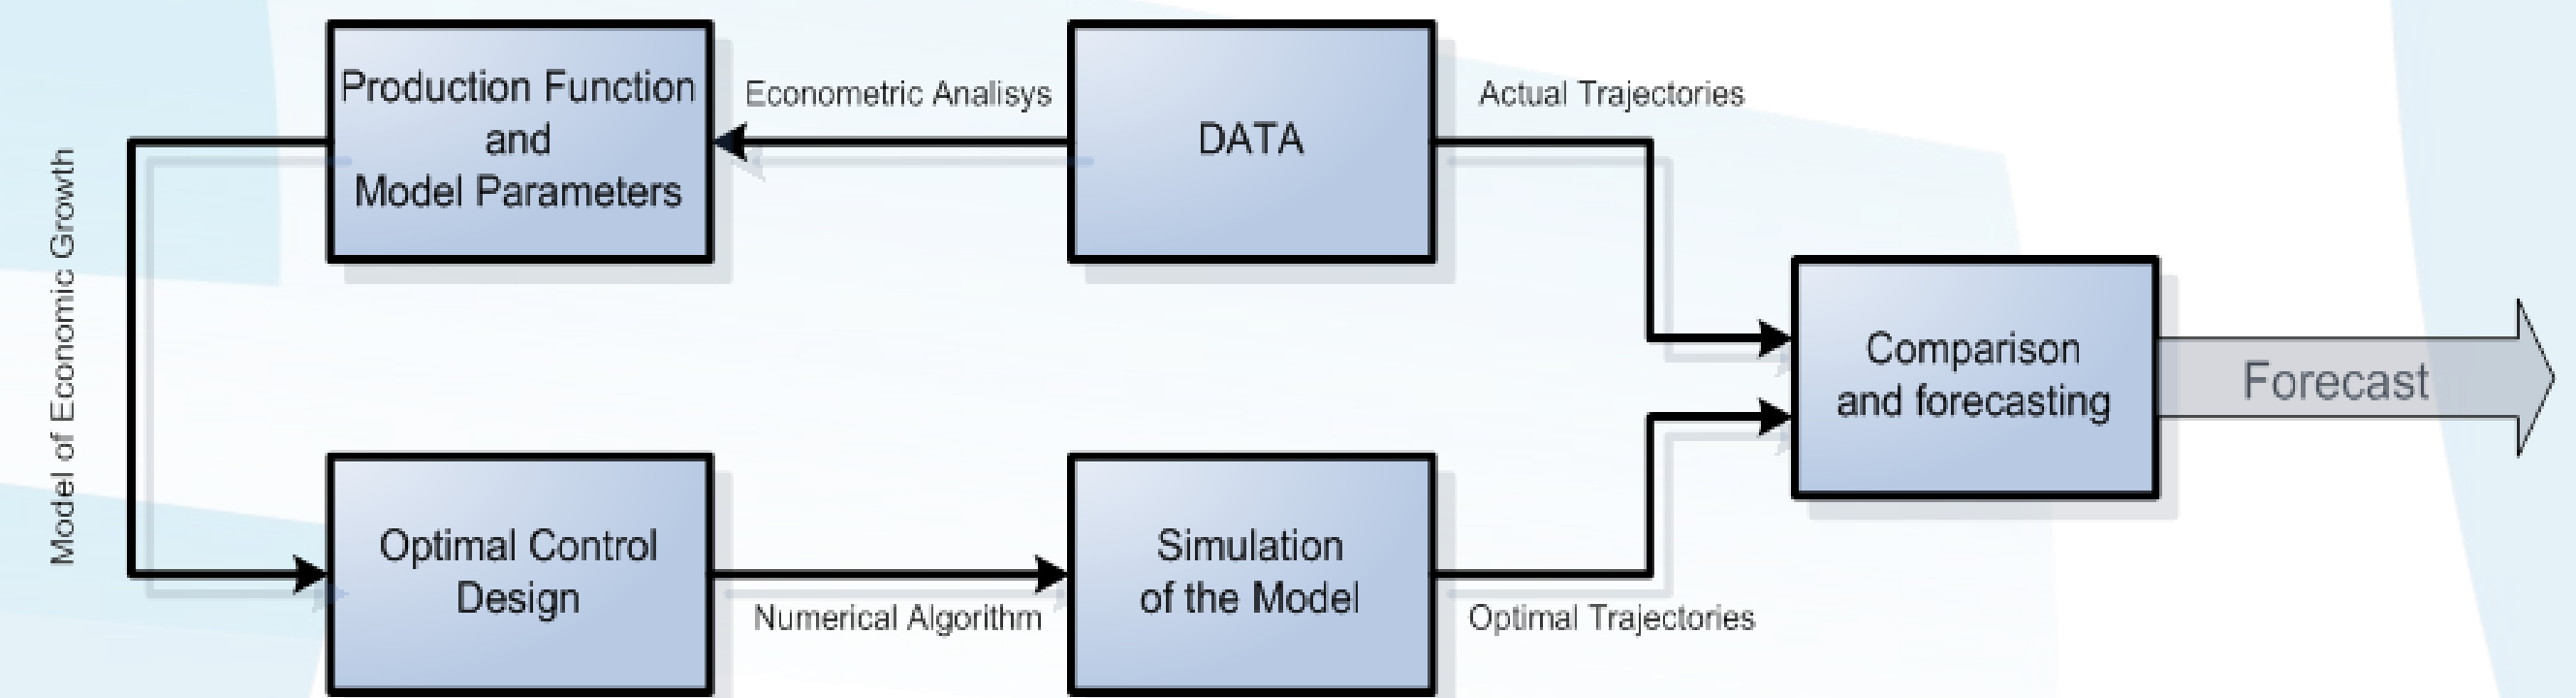 Production Function
and
Model Parameters
Econometric Analisys
DATA
Actual Trajectories
Model of Economic Growth
Comparison
and forecasting
Forecast
Optimal Control
Design
Numerical Algorithm
Simulation
of the Model
Optimal Trajectories